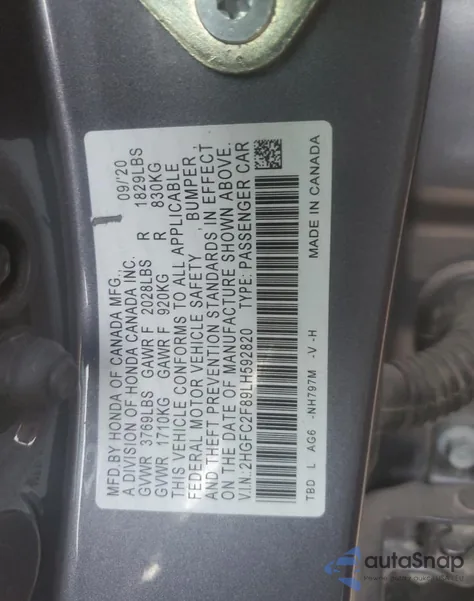 MFD.BY HONDA OF CANADA MFG., 09/'20
A DIVISION OF HONDA CANADA INC.
GVWR 3769LBS GAWR F 2028LBS R 1829LBS
GVWR 1710KG GAWR F 920KG R 830KG
THIS VEHICLE CONFORMS TO ALL APPLICABLE
FEDERAL MOTOR VEHICLE SAFETY , BUMPER ,
AND THEFT PREVENTION STANDARDS IN EFFECT
ON THE DATE OF MANUFACTURE SHOWN ABOVE.
V.I.N.: 2HGFC2F89LH592820 TYPE: PASSENGER CAR
TBD L AG6 -NH797M -V -H MADE IN CANADA
autaSnap